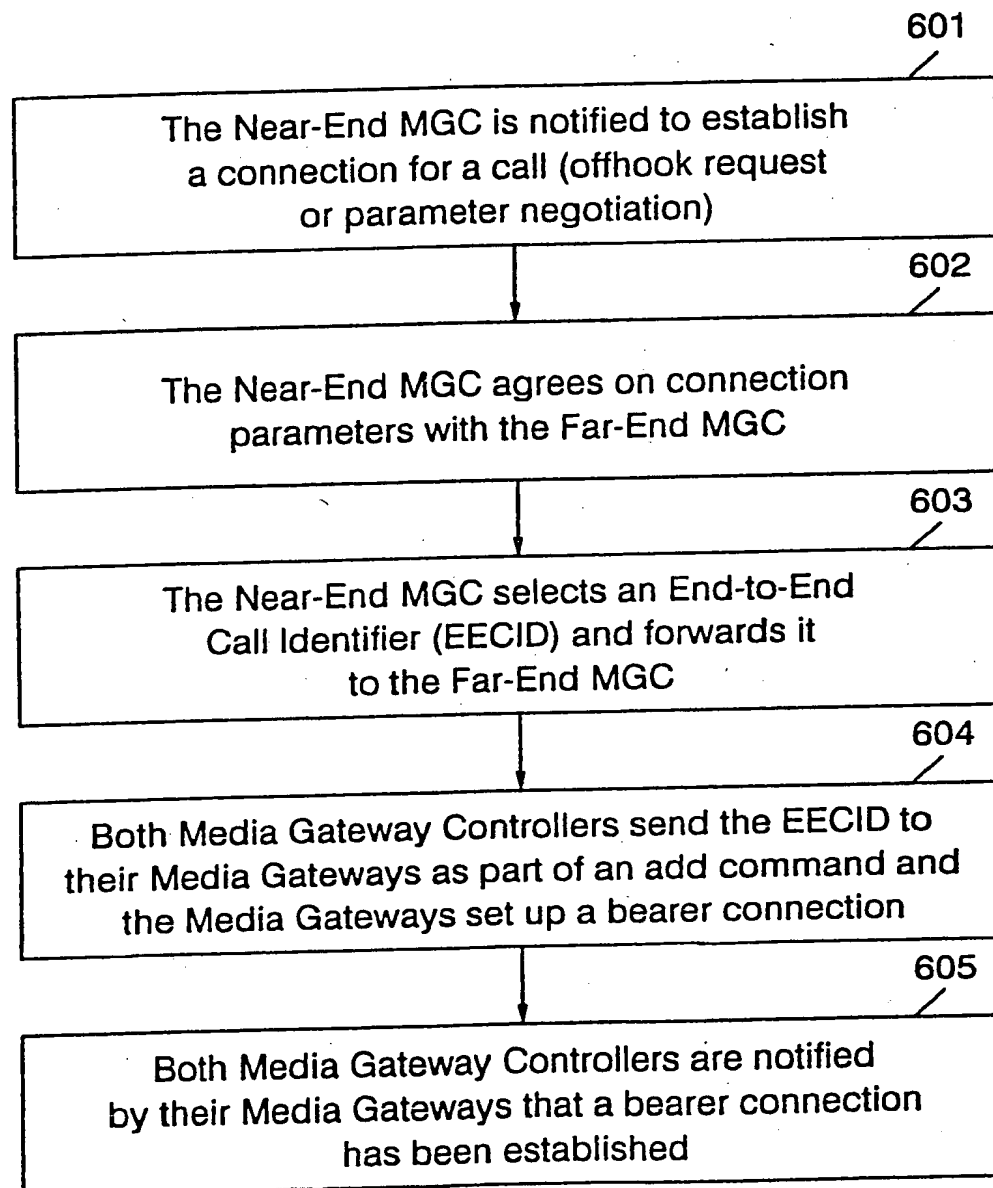 601
The Near-End MGC is notified to establish
a connection for a call (offhook request
or parameter negotiation)
602
The Near-End MGC agrees on connection
parameters with the Far-End MGC
603
The Near-End MGC selects an End-to-End
Call Identifier (EECID) and forwards it
to the Far-End MGC
604
Both Media Gateway Controllers send the EECID to
their Media Gateways as part of an add command and
the Media Gateways set up a bearer connection
605
Both Media Gateway Controllers are notified
by their Media Gateways that a bearer connection
has been established